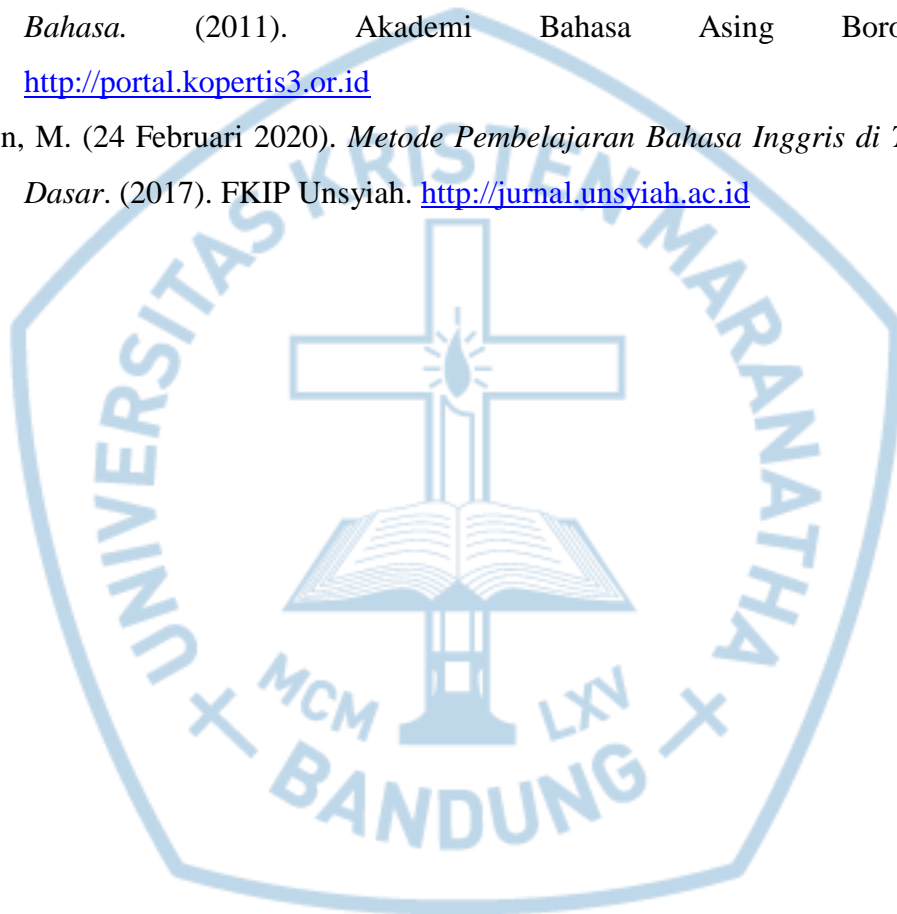 Bahasa. (2011). Akademi Bahasa Asing Boro
http://portal.kopertis3.or.id
n, M. (24 Februari 2020). Metode Pembelajaran Bahasa Inggris di T
Dasar. (2017). FKIP Unsyiah. http://jurnal.unsyiah.ac.id
UNIVERSITAS KRISTEN MARANATHA
MCM LXV
BANDUNG